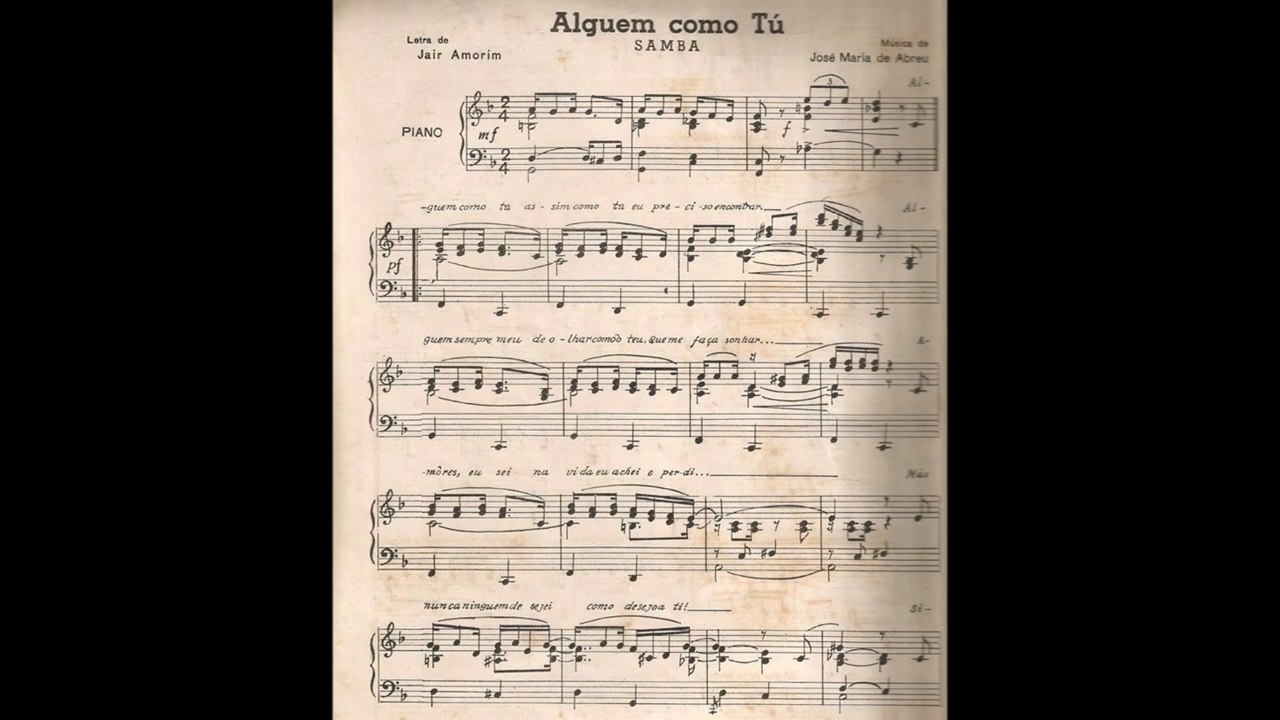 Alguem como Tú
SAMBA
Letra de
Jair Amorim
Música de
José Maria de Abreu
Al-
PIANO
mf
f
3
-guem como tu as - sim como tu eu pre - ci - so encontrar.
Al-
pf
guem sempre meu de o - lhar como o teu, Que me faça sonhar...
A-
-môres, eu sei na vida eu achei e per-di...
Mas
nunca ninguem de sejei como desejo a ti!
Si-